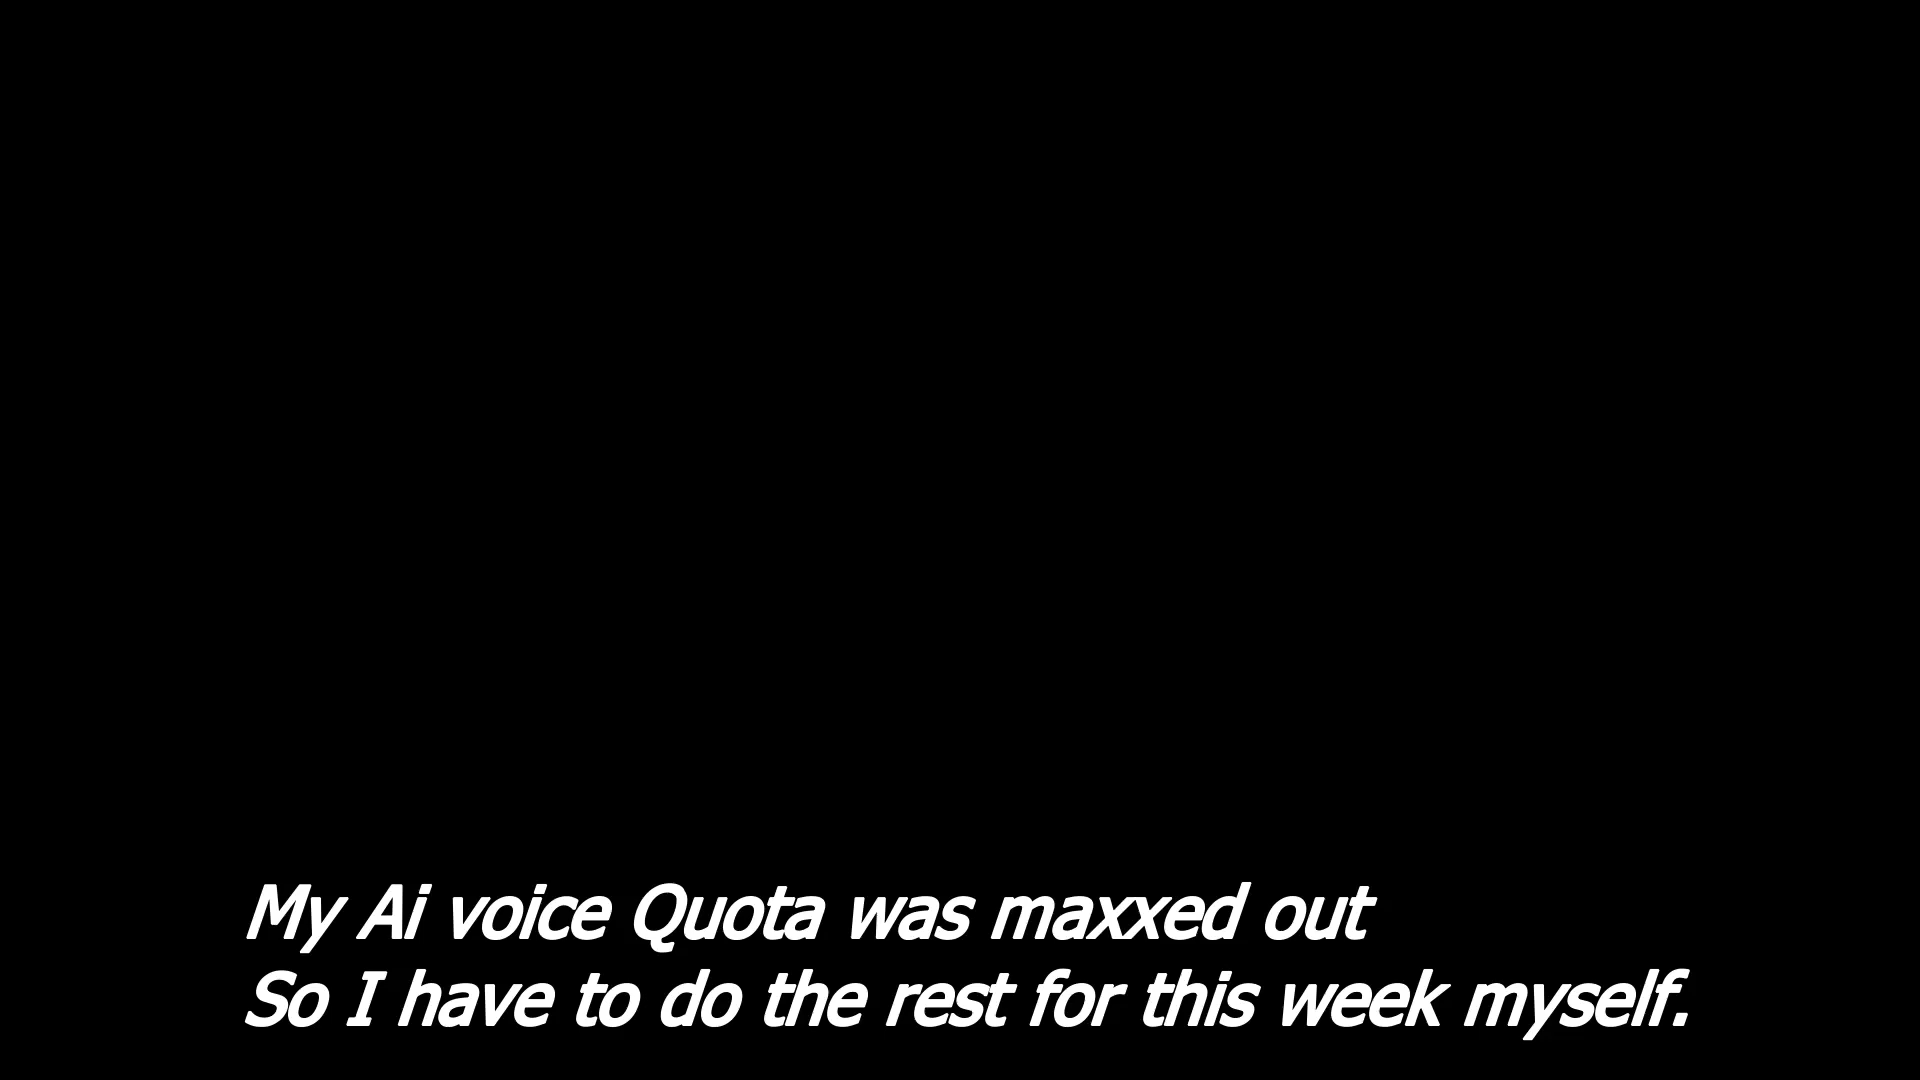 My Ai voice Quota was maxxed out
So I have to do the rest for this week myself.